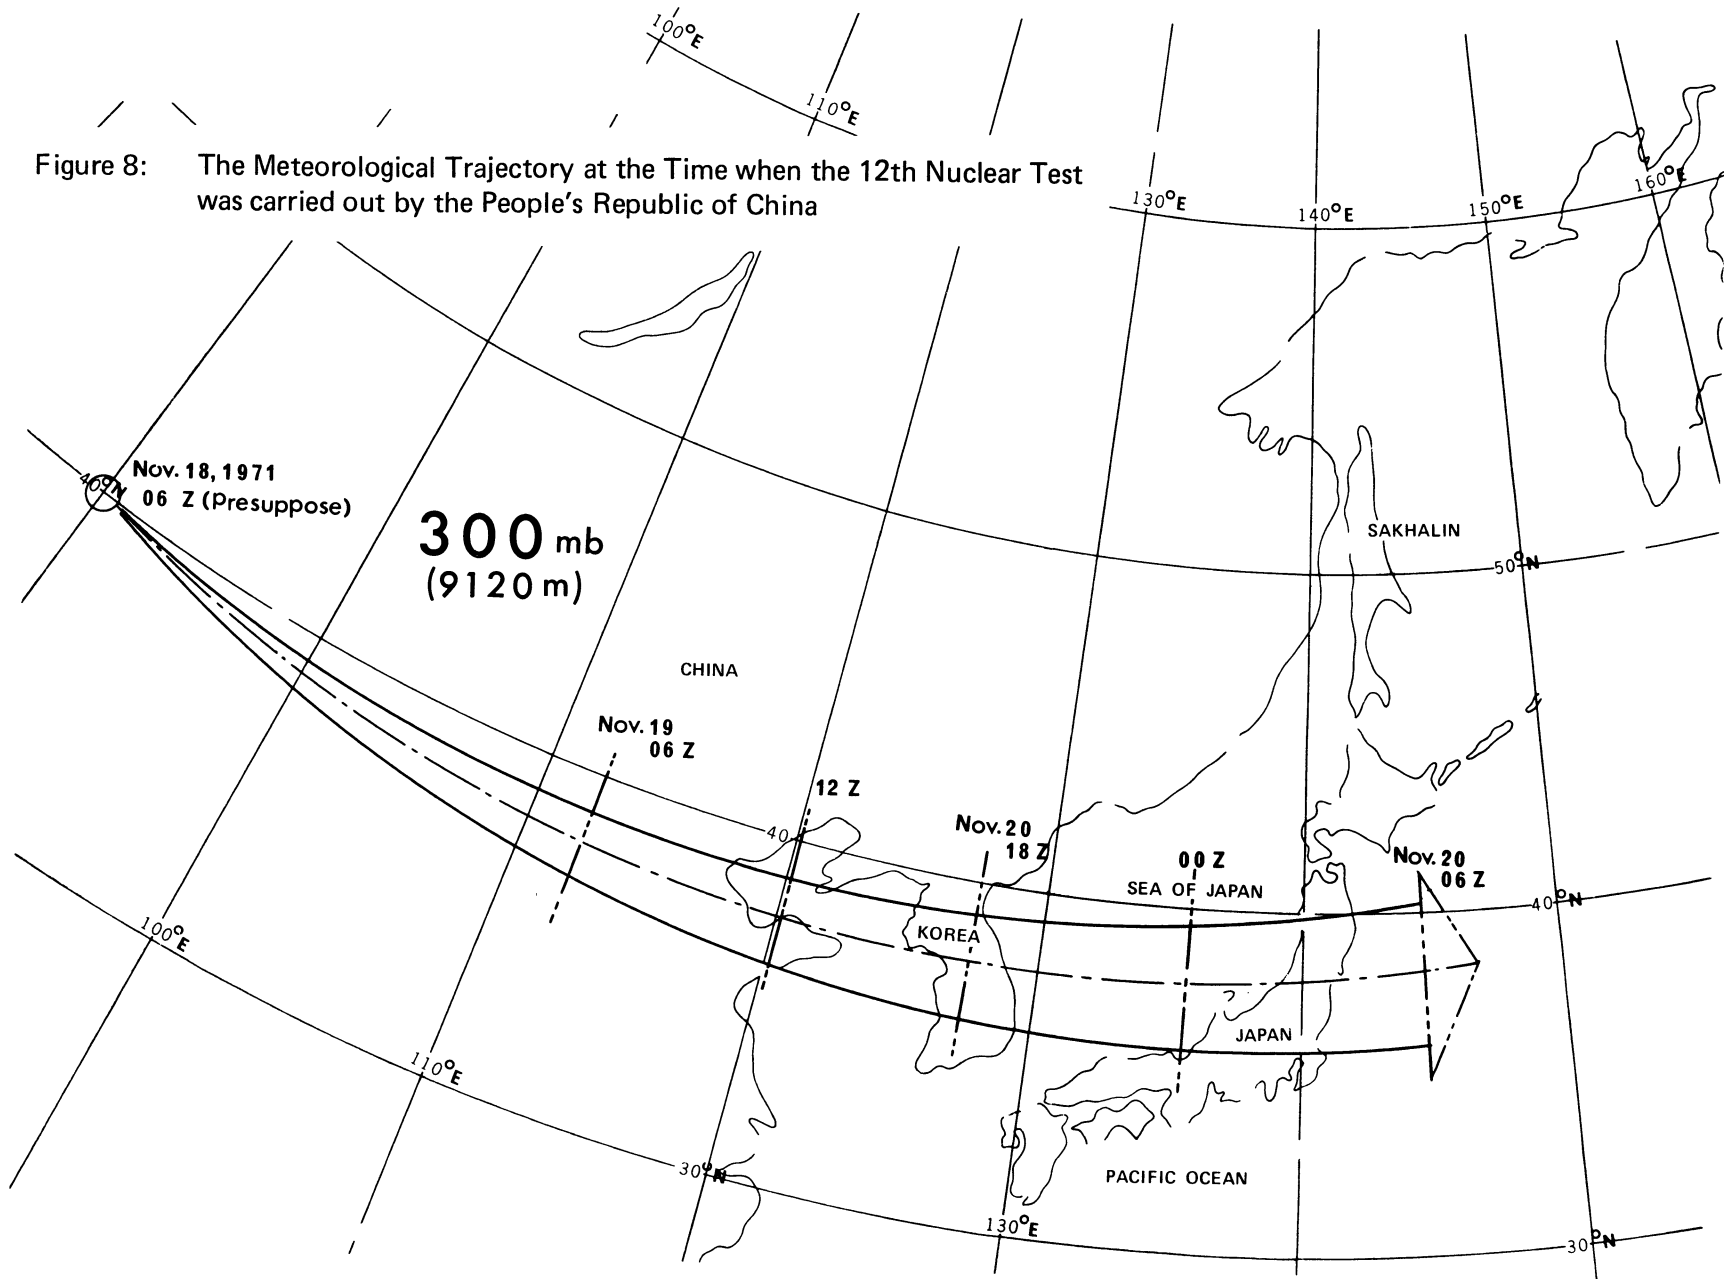 100°E
110°E
Figure 8: The Meteorological Trajectory at the Time when the 12th Nuclear Test
was carried out by the People's Republic of China
130°E
140°E
150°E
160°E
40°N
Nov. 18, 1971
06 Z (Presuppose)
300 mb
(9120 m)
SAKHALIN
50°N
CHINA
Nov. 19
06 Z
12 Z
40
Nov. 20
18 Z
00 Z
SEA OF JAPAN
Nov. 20
06 Z
40°N
KOREA
100°E
JAPAN
110°E
30°N
PACIFIC OCEAN
130°E
30°N